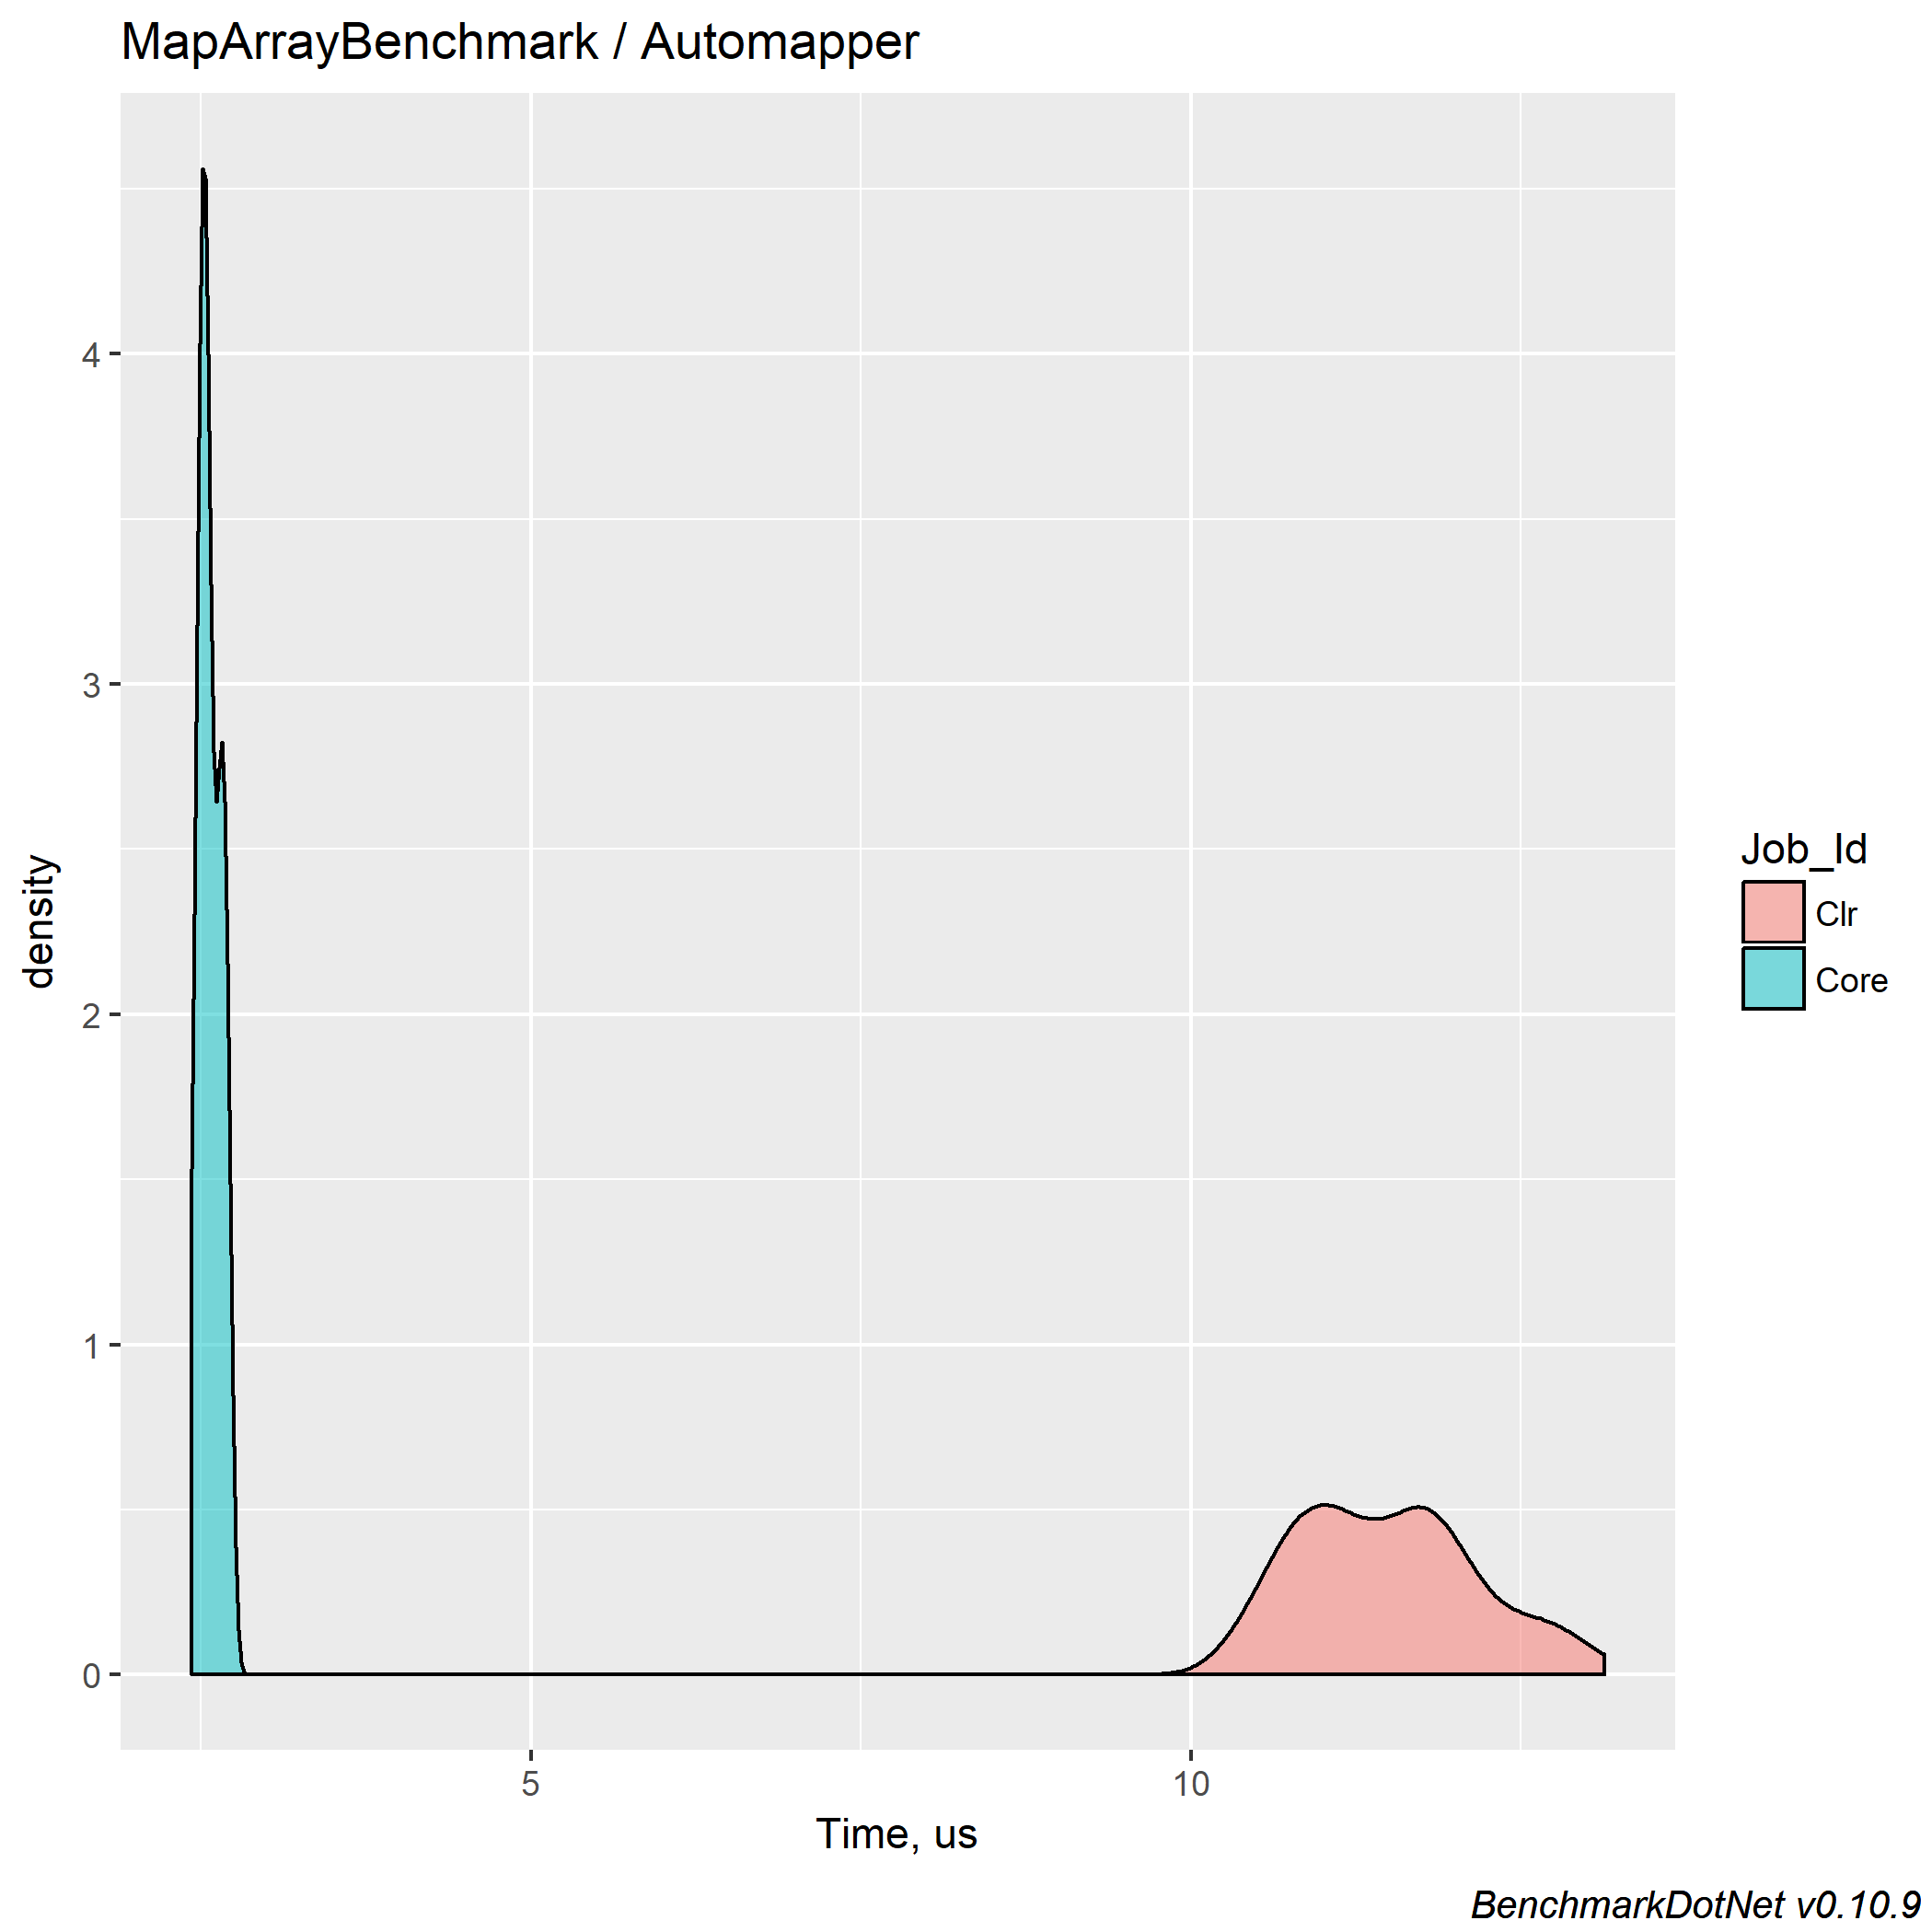 MapArrayBenchmark / Automapper
4
3
2
1
0
density
5
10
Time, us
Job_Id
Clr
Core
BenchmarkDotNet v0.10.9